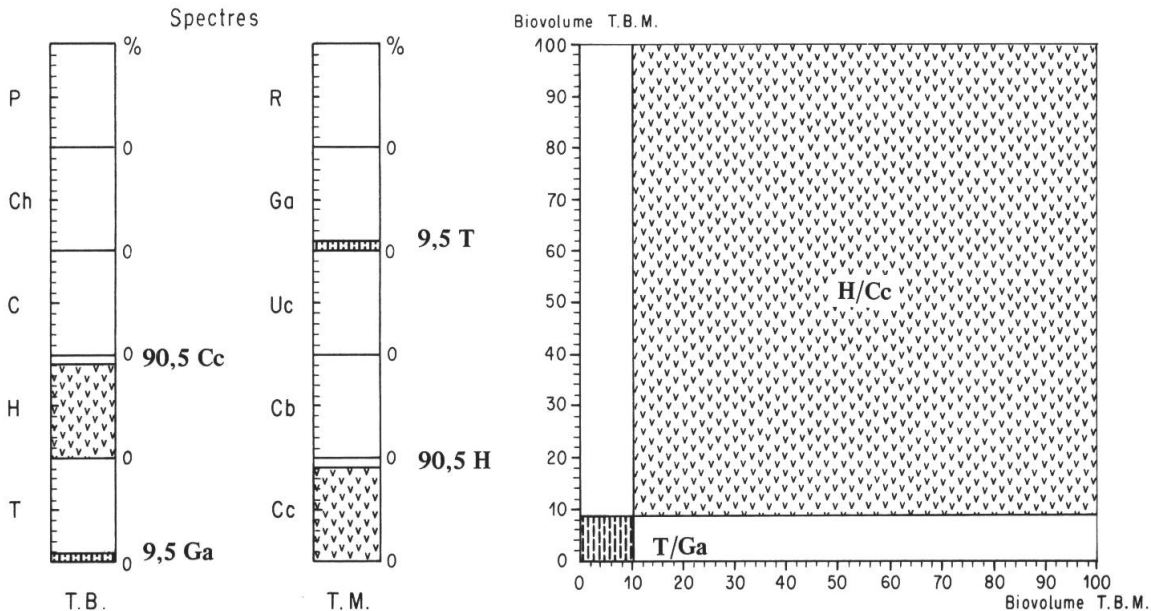 Spectres
%
P
0
Ch
0
C
0
90,5 Cc
H
0
T
9,5 Ga
0
T.B.
%
R
0
Ga
9,5 T
0
Uc
0
Cb
90,5 H
0
Cc
0
T.M.
Biovolume T.B.M.
100
90
80
70
60
50
40
30
20
10
0
H/Cc
T/Ga
0 10 20 30 40 50 60 70 80 90 100
Biovolume T.B.M.